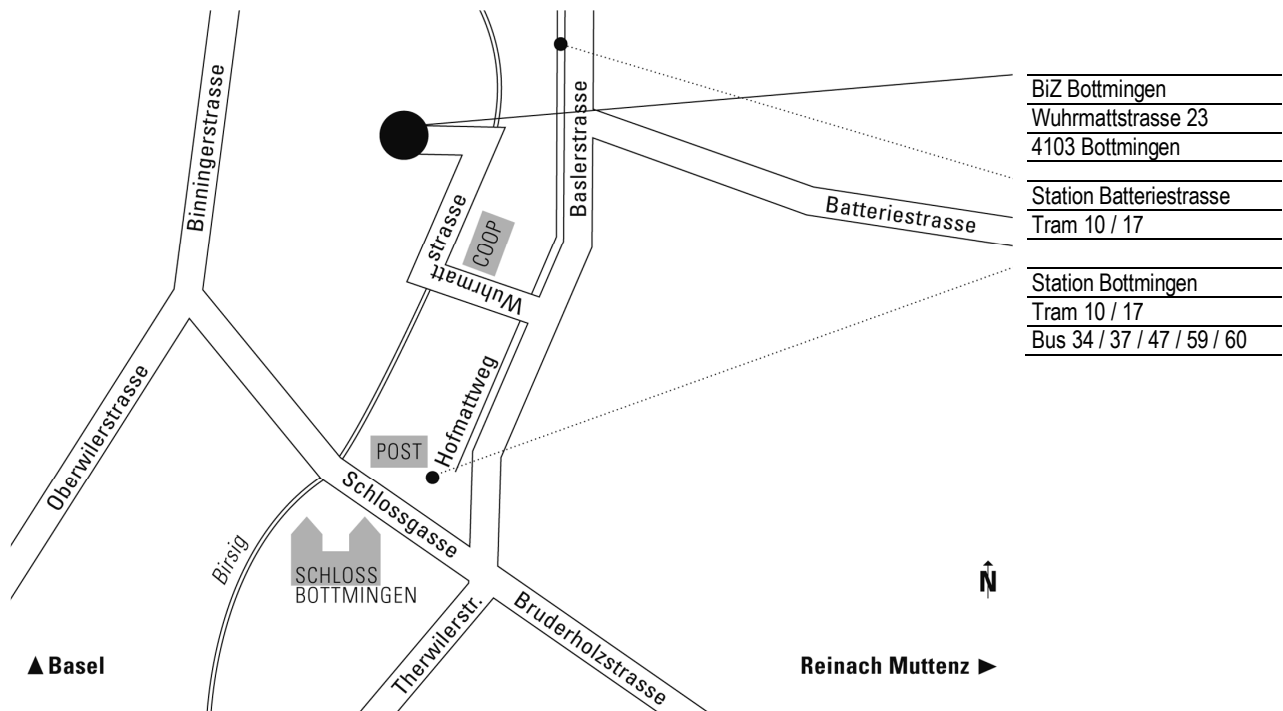 Binningerstrasse
Baslerstrasse
BiZ Bottmingen
Wuhrmattstrasse 23
4103 Bottmingen
Station Batteriestrasse
Tram 10 / 17
Station Bottmingen
Tram 10 / 17
Bus 34 / 37 / 47 / 59 / 60
Batteriestrasse
COOP
Wuhrmatt
strasse
Hofmattweg
Oberwilerstrasse
POST
Schlossgasse
Birsig
SCHLOSS
BOTTMINGEN
N
Therwilerstr.
Bruderholzstrasse
▲ Basel
Reinach Muttenz ►